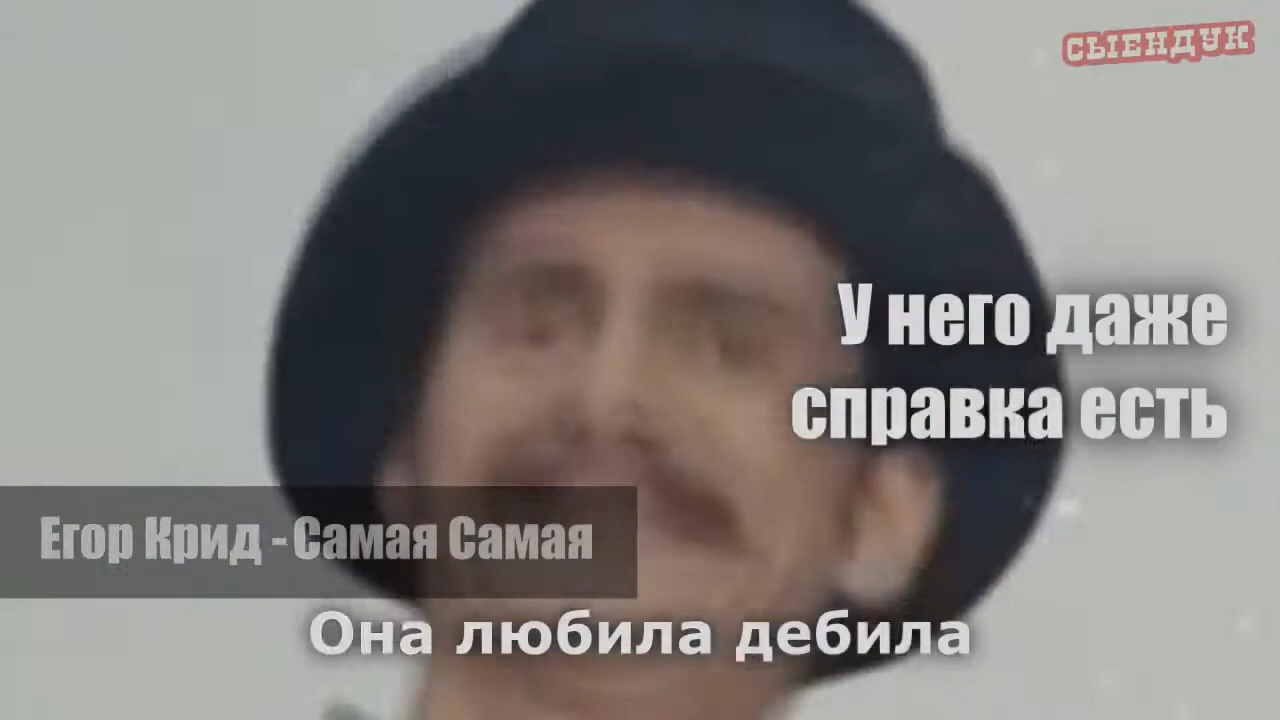 СЫЕНДУК
У него даже
справка есть
Егор Крид - Самая Самая
Она любила дебила